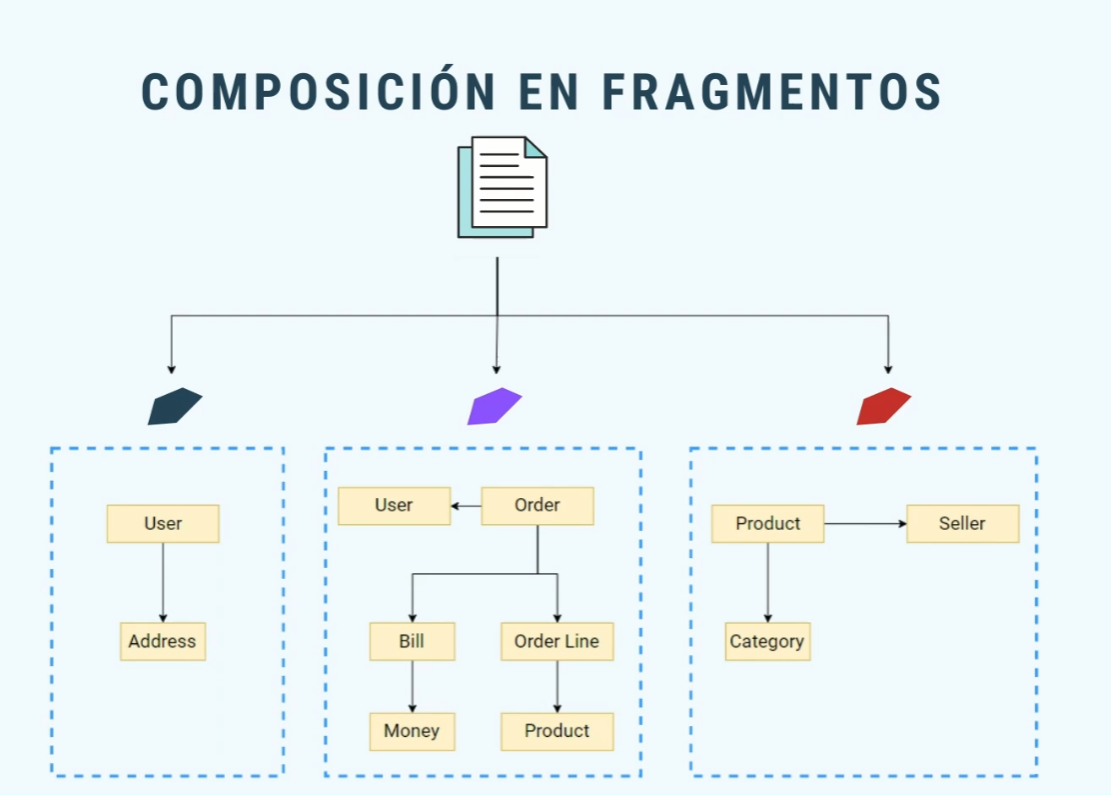 COMPOSICIÓN EN FRAGMENTOS
User
Address
User
Order
Bill
Order Line
Money
Product
Product
Seller
Category